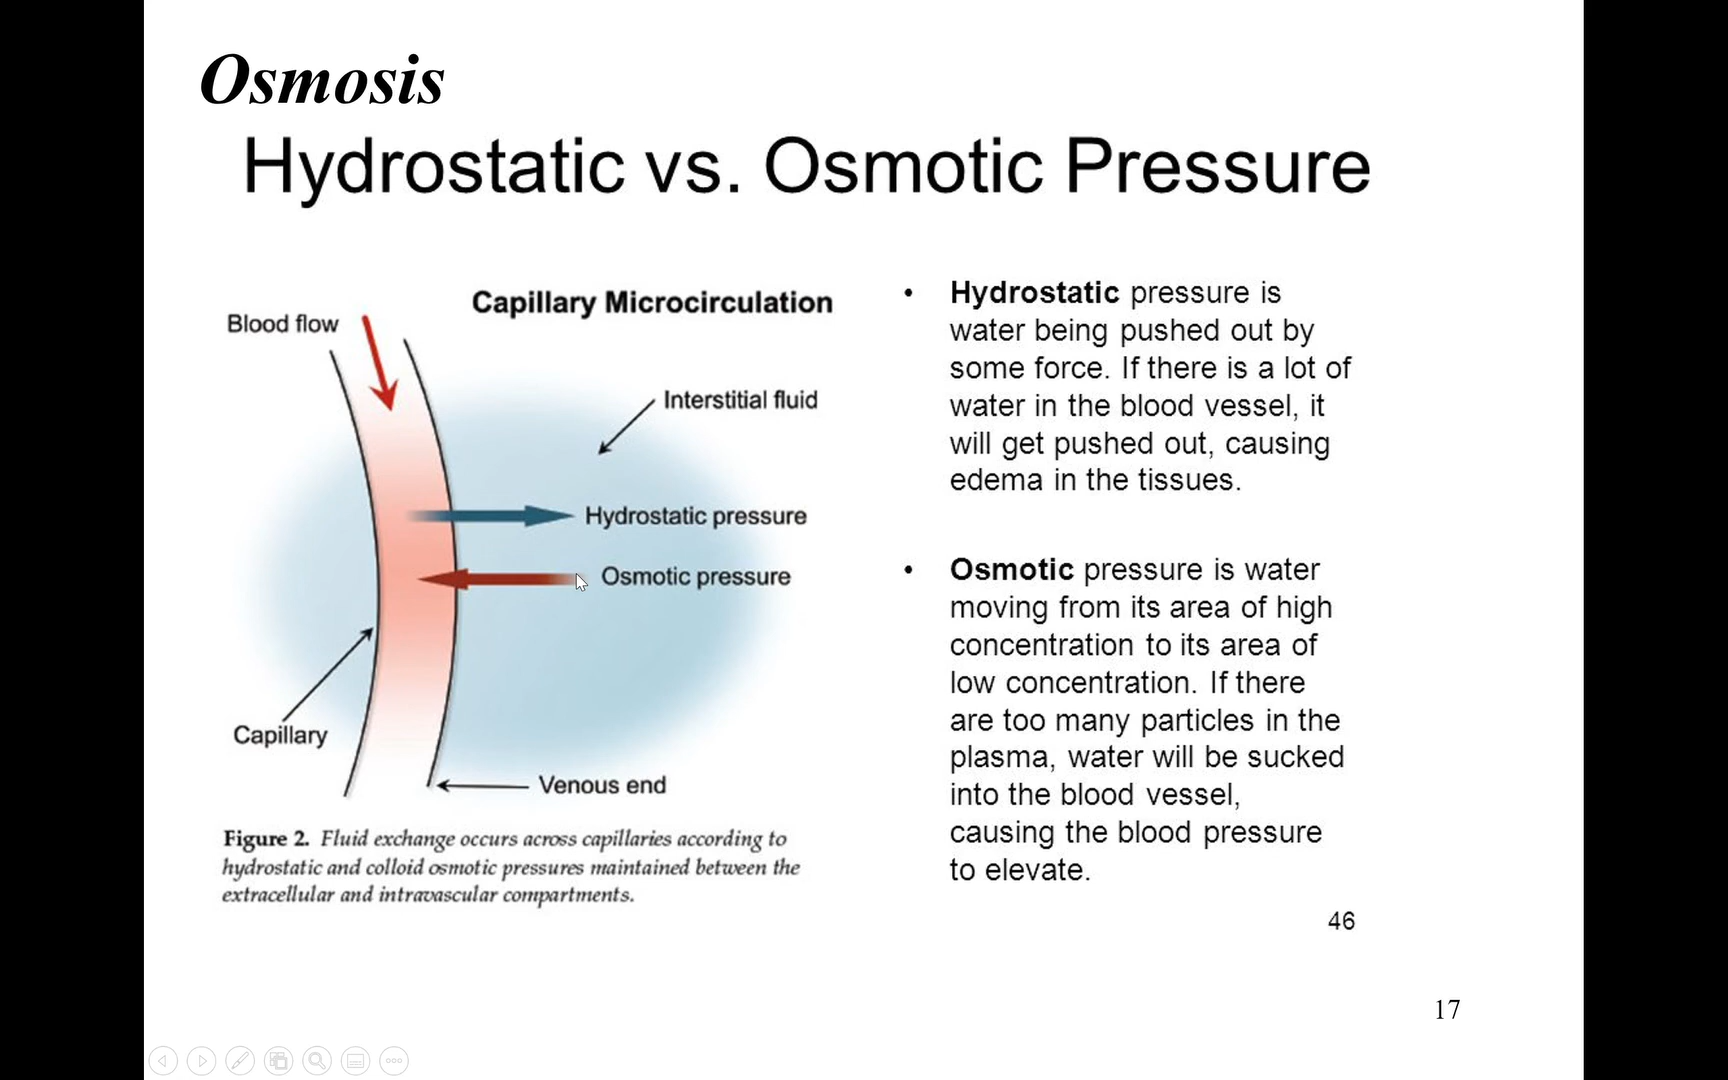 Osmosis
Hydrostatic vs. Osmotic Pressure
Capillary Microcirculation
Blood flow
Interstitial fluid
Hydrostatic pressure
Osmotic pressure
Capillary
Venous end
Figure 2. Fluid exchange occurs across capillaries according to
hydrostatic and colloid osmotic pressures maintained between the
extracellular and intravascular compartments.
• Hydrostatic pressure is
water being pushed out by
some force. If there is a lot of
water in the blood vessel, it
will get pushed out, causing
edema in the tissues.
• Osmotic pressure is water
moving from its area of high
concentration to its area of
low concentration. If there
are too many particles in the
plasma, water will be sucked
into the blood vessel,
causing the blood pressure
to elevate.
46
17